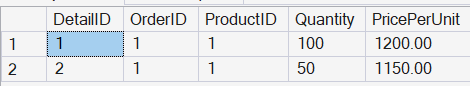 DetailID OrderID ProductID Quantity PricePerUnit
1 1 1 1 100 1200.00
2 2 1 1 50 1150.00